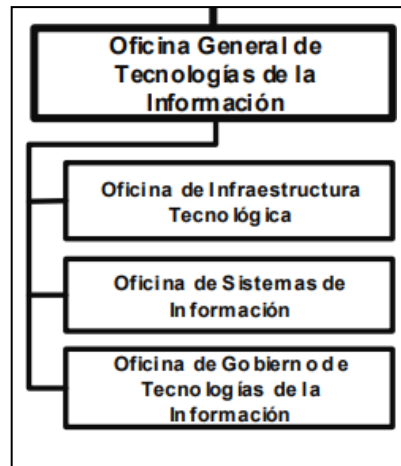 Oficina General de
Tecnologías de la
Información
Oficina de Infraestructura
Tecnológica
Oficina de Sistemas de
Información
Oficina de Gobierno de
Tecnologías de la
Información